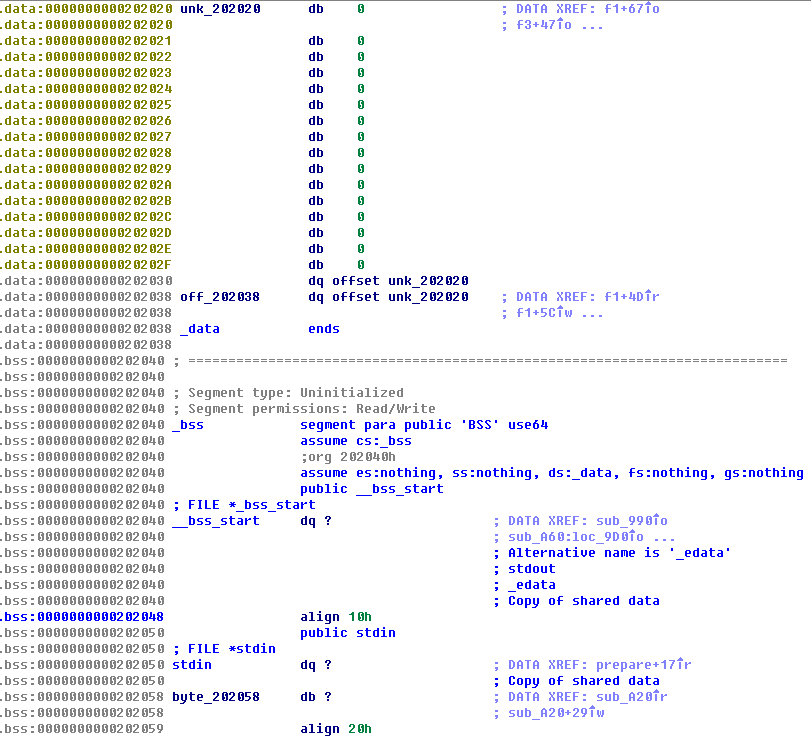 .data:0000000000202020 unk_202020      db    0                 ; DATA XREF: f1+67↑o
.data:0000000000202020                                         ; f3+47↑o ...
.data:0000000000202021                 db    0
.data:0000000000202022                 db    0
.data:0000000000202023                 db    0
.data:0000000000202024                 db    0
.data:0000000000202025                 db    0
.data:0000000000202026                 db    0
.data:0000000000202027                 db    0
.data:0000000000202028                 db    0
.data:0000000000202029                 db    0
.data:000000000020202A                 db    0
.data:000000000020202B                 db    0
.data:000000000020202C                 db    0
.data:000000000020202D                 db    0
.data:000000000020202E                 db    0
.data:000000000020202F                 db    0
.data:0000000000202030                 dq offset unk_202020
.data:0000000000202038 off_202038      dq offset unk_202020    ; DATA XREF: f1+4D↑r
.data:0000000000202038                                         ; f1+5C↑w ...
.data:0000000000202038 _data           ends
.data:0000000000202038
.bss:0000000000202040 ; ===========================================================================
.bss:0000000000202040
.bss:0000000000202040 ; Segment type: Uninitialized
.bss:0000000000202040 ; Segment permissions: Read/Write
.bss:0000000000202040 _bss            segment para public 'BSS' use64
.bss:0000000000202040                 assume cs:_bss
.bss:0000000000202040                 ;org 202040h
.bss:0000000000202040                 assume es:nothing, ss:nothing, ds:_data, fs:nothing, gs:nothing
.bss:0000000000202040                 public __bss_start
.bss:0000000000202040 ; FILE *_bss_start
.bss:0000000000202040 __bss_start     dq ?                    ; DATA XREF: sub_990↑o
.bss:0000000000202040                                         ; sub_A60:loc_9D0↑o ...
.bss:0000000000202040                                         ; Alternative name is '_edata'
.bss:0000000000202040                                         ; stdout
.bss:0000000000202040                                         ; _edata
.bss:0000000000202040                                         ; Copy of shared data
.bss:0000000000202048                 align 10h
.bss:0000000000202050                 public stdin
.bss:0000000000202050 ; FILE *stdin
.bss:0000000000202050 stdin           dq ?                    ; DATA XREF: prepare+17↑r
.bss:0000000000202050                                         ; Copy of shared data
.bss:0000000000202058 byte_202058     db ?                    ; DATA XREF: sub_A20↑r
.bss:0000000000202058                                         ; sub_A20+29↑w
.bss:0000000000202059                 align 20h